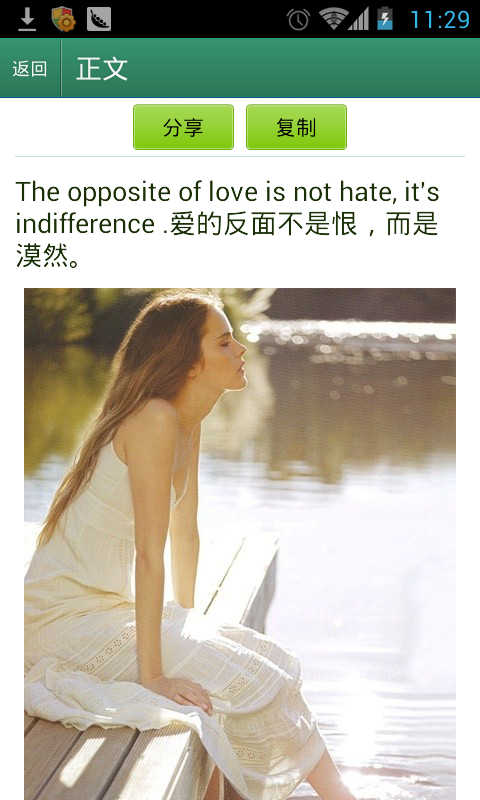 11:29
返回
正文
分享
复制
The opposite of love is not hate, it's
indifference .爱的反面不是恨，而是
漠然。